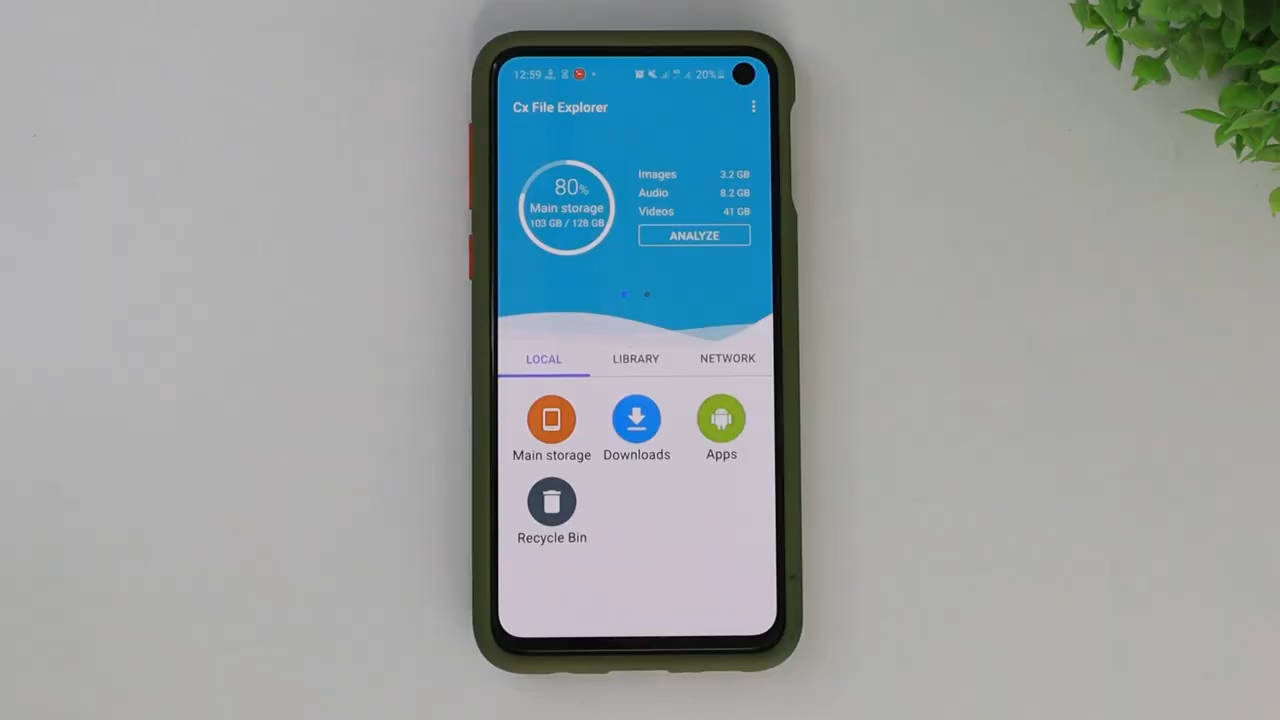 12:59 20%
Cx File Explorer
80%
Main storage
103 GB / 128 GB
Images 3.2 GB
Audio 8.2 GB
Videos 41 GB
ANALYZE
LOCAL LIBRARY NETWORK
Main storage Downloads Apps
Recycle Bin